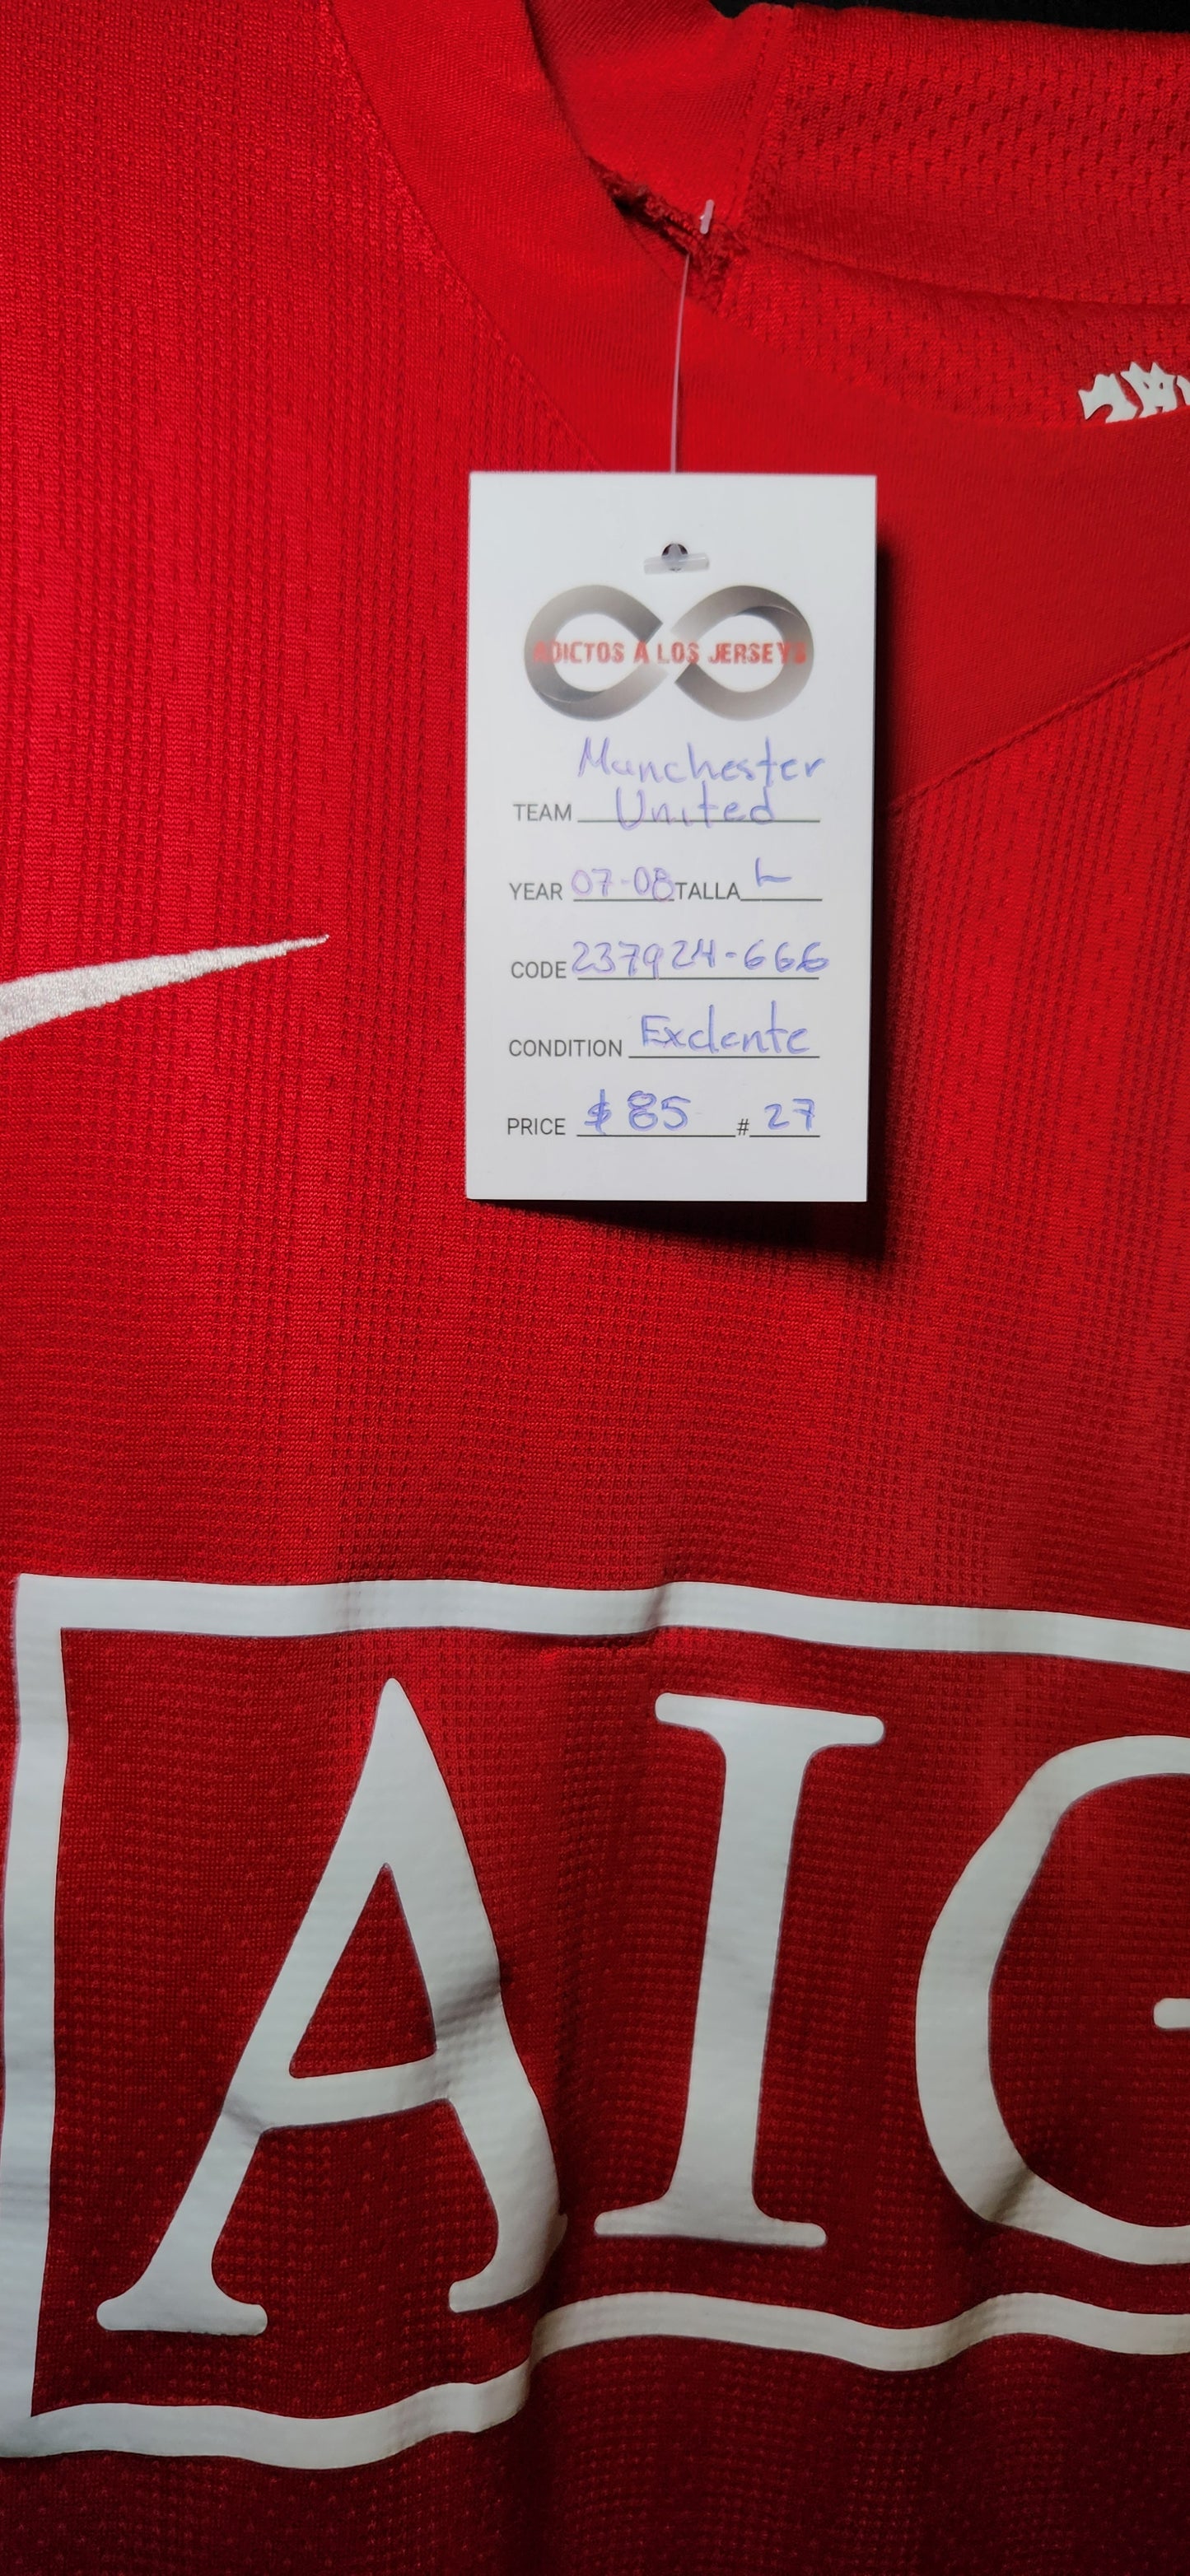 ADICTOS A LOS JERSEYS
Manchester
TEAM United
YEAR 07-08 TALLA L
CODE 237924-666
CONDITION Exclente
PRICE $ 85 # 27
AIG